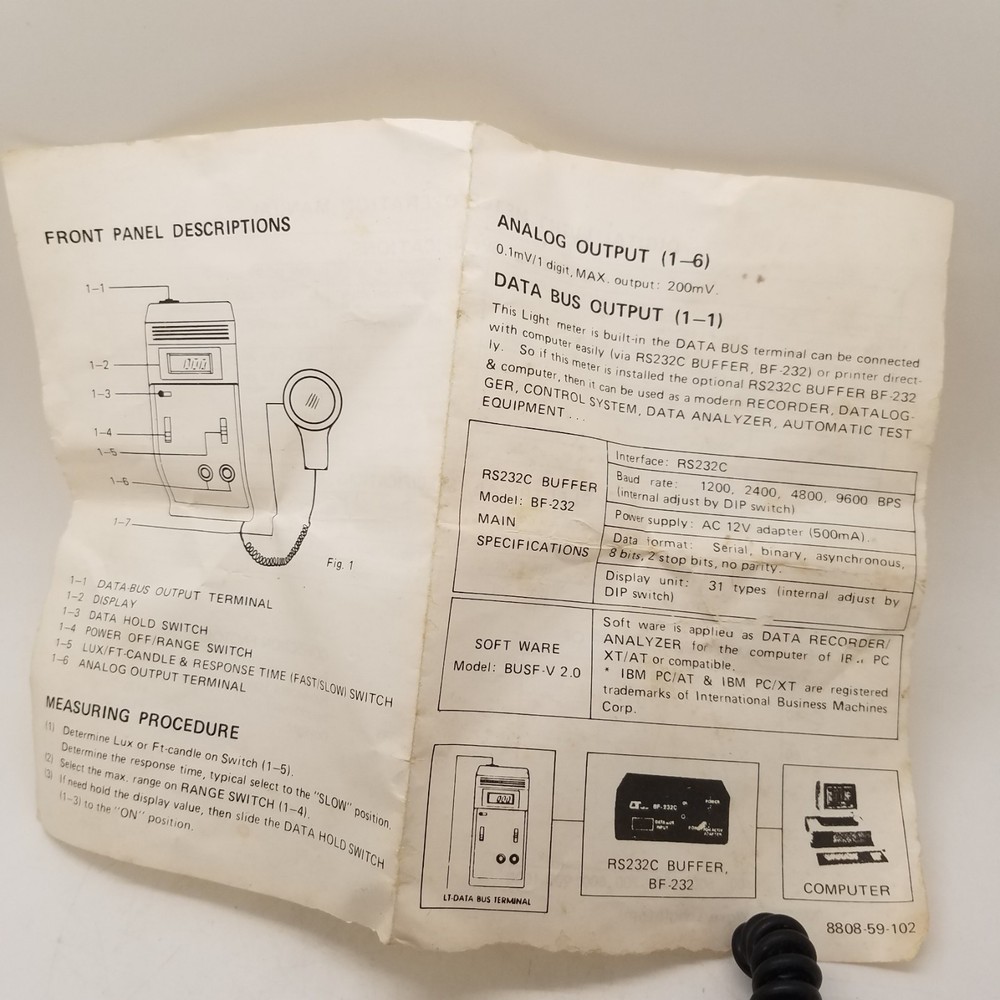 FRONT PANEL DESCRIPTIONS
1-1
1-2
1-3
1-4
1-5
1-6
1-7
Fig. 1
1-1 DATA-BUS OUTPUT TERMINAL
1-2 DISPLAY
1-3 DATA HOLD SWITCH
1-4 POWER OFF/RANGE SWITCH
1-5 LUX/FT-CANDLE & RESPONSE TIME (FAST/SLOW) SWITCH
1-6 ANALOG OUTPUT TERMINAL
MEASURING PROCEDURE
(1) Determine Lux or Ft-candle on Switch (1-5).
Determine the response time, typical select to the "SLOW" position.
(2) Select the max. range on RANGE SWITCH (1-4).
(3) If need hold the display value, then slide the DATA HOLD SWITCH
(1-3) to the "ON" position.
ANALOG OUTPUT (1-6)
0.1mV/1 digit, MAX. output: 200mV.
DATA BUS OUTPUT (1-1)
This Light meter is built-in the DATA BUS terminal can be connected
with computer easily (via RS232C BUFFER, BF-232) or printer direct-
ly. So if this meter is installed the optional RS232C BUFFER BF-232
& computer, then it can be used as a modern RECORDER, DATALOG-
GER, CONTROL SYSTEM, DATA ANALYZER, AUTOMATIC TEST
EQUIPMENT...
RS232C BUFFER
Model: BF-232
MAIN
SPECIFICATIONS
Interface: RS232C
Baud rate: 1200, 2400, 4800, 9600 BPS
(internal adjust by DIP switch)
Power supply: AC 12V adapter (500mA).
Data format: Serial, binary, asynchronous,
8 bits, 2 stop bits, no parity.
Display unit: 31 types (internal adjust by
DIP switch)
SOFT WARE
Model: BUSF-V 2.0
Soft ware is applied as DATA RECORDER/
ANALYZER for the computer of PC
XT/AT or compatible.
* IBM PC/AT & IBM PC/XT are registered
trademarks of International Business Machines
Corp.
LT-DATA BUS TERMINAL
BF-232C
POWER
INPUT
RS232C BUFFER,
BF-232
COMPUTER
8808-59-102